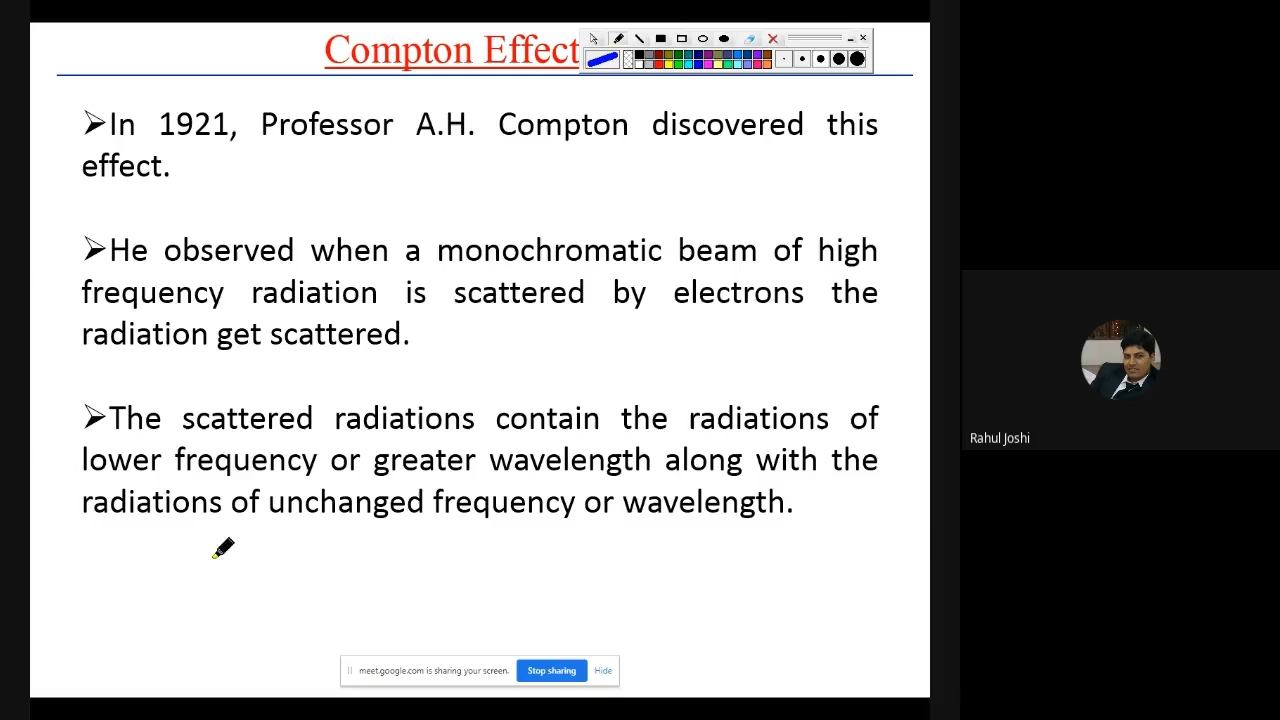 Compton Effect
➢In 1921, Professor A.H. Compton discovered this
effect.
➢He observed when a monochromatic beam of high
frequency radiation is scattered by electrons the
radiation get scattered.
➢The scattered radiations contain the radiations of
lower frequency or greater wavelength along with the
radiations of unchanged frequency or wavelength.
Rahul Joshi
meet.google.com is sharing your screen. Stop sharing Hide